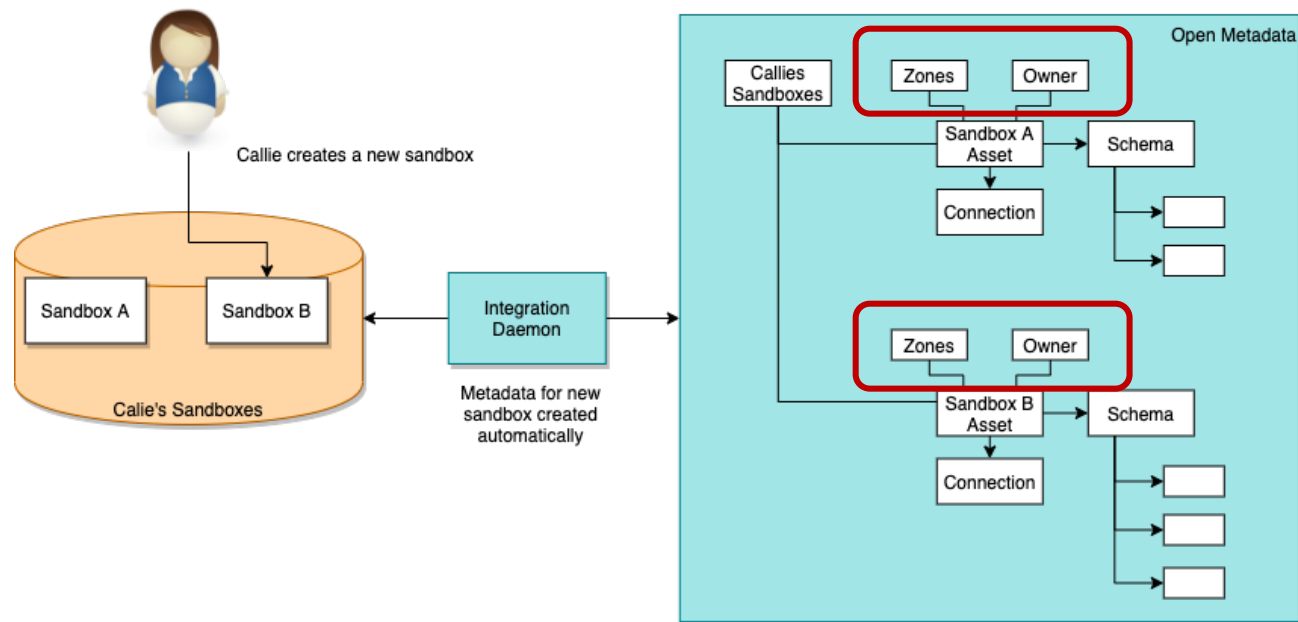 Open Metadata
Callies
Sandboxes
Zones
Owner
Sandbox A
Asset
Schema
Connection
Callie creates a new sandbox
Sandbox A
Sandbox B
Calie's Sandboxes
Integration
Daemon
Metadata for new
sandbox created
automatically
Zones
Owner
Sandbox B
Asset
Schema
Connection